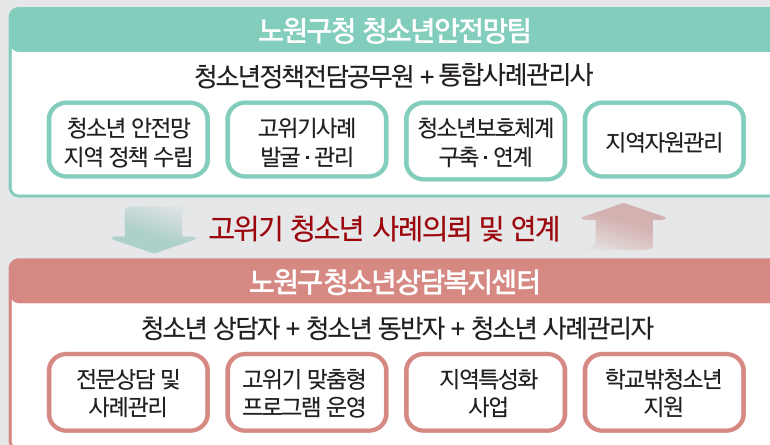 노원구청 청소년안전망팀
청소년정책전담공무원 + 통합사례관리사
청소년 안전망
지역 정책 수립
고위기사례
발굴·관리
청소년보호체계
구축·연계
지역자원관리
고위기 청소년 사례의뢰 및 연계
노원구청소년상담복지센터
청소년 상담자 + 청소년 동반자 + 청소년 사례관리자
전문상담 및
사례관리
고위기 맞춤형
프로그램 운영
지역특성화
사업
학교밖청소년
지원